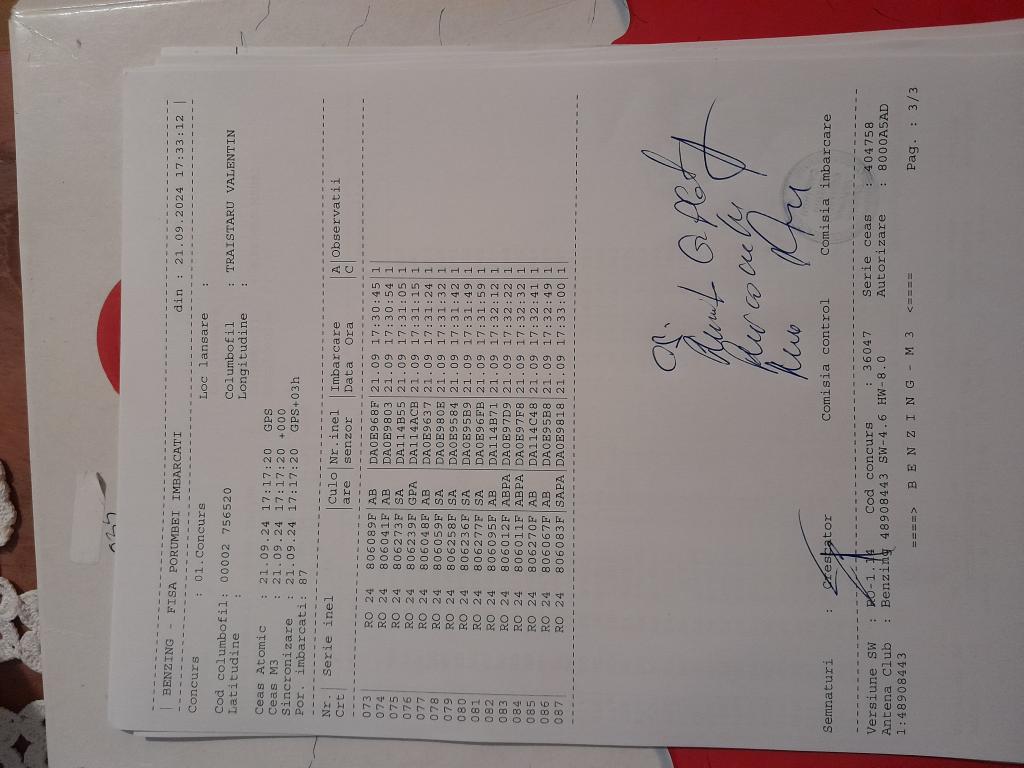 | BENZING - FISA PORUMBEI IMBARCATI din : 21.09.2024 17:33:12 |
Concurs : 01.Concurs Loc lansare :
Cod columbofil: 00002 756520 Columbofil : TRAISTARU VALENTIN
Latitudine : Longitudine :
Ceas Atomic : 21.09.24 17:17:20 GPS
Ceas M3 : 21.09.24 17:17:20 +000
Sincronizare : 21.09.24 17:17:20 GPS+03h
Por. imbarcati: 87
Nr.| Serie inel |Culo|Nr.inel |Imbarcare |A|Observatii
Crt| |are |senzor |Data Ora |C|
073 RO 24 806089F AB |DA0E968F |21.09 17:30:45|1
074 RO 24 806041F AB |DA0E9803 |21.09 17:30:54|1
075 RO 24 806273F SA |DA114B55 |21.09 17:31:05|1
076 RO 24 806239F GPA |DA114ACB |21.09 17:31:15|1
077 RO 24 806048F AB |DA0E9637 |21.09 17:31:24|1
078 RO 24 806059F SA |DA0E980E |21.09 17:31:32|1
079 RO 24 806258F SA |DA0E9584 |21.09 17:31:42|1
080 RO 24 806236F SA |DA0E95B9 |21.09 17:31:49|1
081 RO 24 806277F SA |DA0E96FB |21.09 17:31:59|1
082 RO 24 806095F AB |DA114B71 |21.09 17:32:12|1
083 RO 24 806021F ABPA|DA0E97D9 |21.09 17:32:22|1
084 RO 24 806011F ABPA|DA0E97F8 |21.09 17:32:32|1
085 RO 24 806270F AB |DA114C48 |21.09 17:32:41|1
086 RO 24 806067F AB |DA0E95B8 |21.09 17:32:49|1
087 RO 24 806083F SAPA|DA0E9818 |21.09 17:33:00|1
Semnaturi : Crestator Comisia control Comisia imbarcare
Versiune SW : RO-1.14 Cod concurs : 36047 Serie ceas : 404758
Antena Club : Benzing 48908443 SW-4.6 HW-8.0 Autorizare : 8000A5AD
1:48908443
====> B E N Z I N G - M 3 <==== Pag. : 3/3